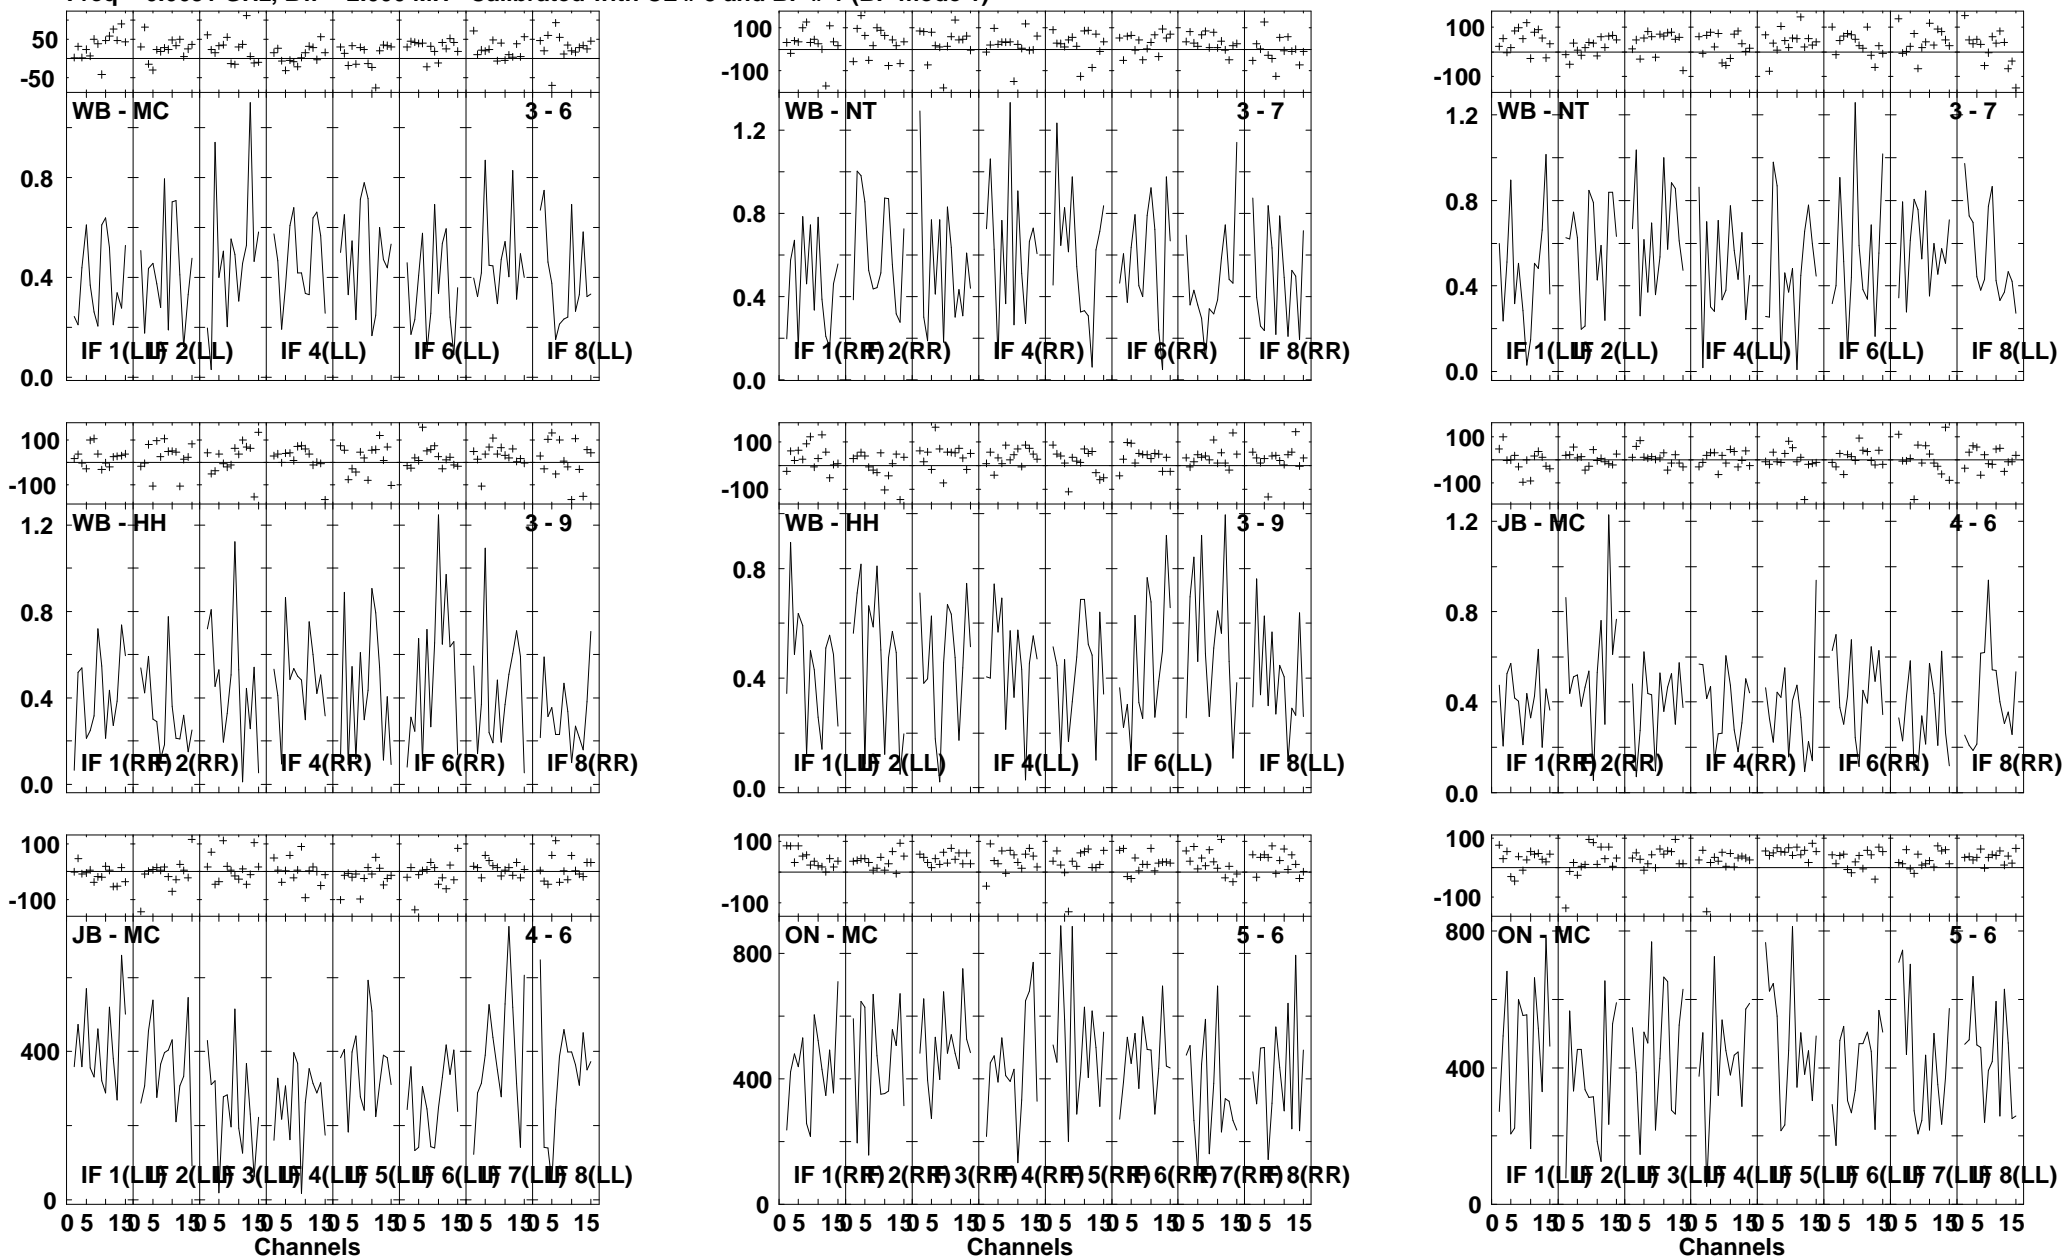 50
-50
WB - MC 3 - 6
0.8
0.4
0.0
IF 1(LL) IF 2(LL) IF 4(LL) IF 6(LL) IF 8(LL)
100
-100
WB - NT 3 - 7
1.2
0.8
0.4
0.0
IF 1(RR) IF 2(RR) IF 4(RR) IF 6(RR) IF 8(RR)
100
-100
WB - NT 3 - 7
1.2
0.8
0.4
0.0
IF 1(LL) IF 2(LL) IF 4(LL) IF 6(LL) IF 8(LL)
100
-100
WB - HH 3 - 9
1.2
0.8
0.4
0.0
IF 1(RR) IF 2(RR) IF 4(RR) IF 6(RR) IF 8(RR)
100
-100
WB - HH 3 - 9
0.8
0.4
0.0
IF 1(LL) IF 2(LL) IF 4(LL) IF 6(LL) IF 8(LL)
100
-100
JB - MC 4 - 6
1.2
0.8
0.4
0.0
IF 1(RR) IF 2(RR) IF 4(RR) IF 6(RR) IF 8(RR)
100
-100
JB - MC 4 - 6
400
0
IF 1(LL) IF 2(LL) IF 3(LL) IF 4(LL) IF 5(LL) IF 6(LL) IF 7(LL) IF 8(LL)
0 5 15 0 5 15 0 5 15 0 5 15 0 5 15 0 5 15 0 5 15 0 5 15
Channels
100
-100
ON - MC 5 - 6
800
400
0
IF 1(RR) IF 2(RR) IF 3(RR) IF 4(RR) IF 5(RR) IF 6(RR) IF 7(RR) IF 8(RR)
0 5 15 0 5 15 0 5 15 0 5 15 0 5 15 0 5 15 0 5 15 0 5 15
Channels
100
-100
ON - MC 5 - 6
800
400
0
IF 1(LL) IF 2(LL) IF 3(LL) IF 4(LL) IF 5(LL) IF 6(LL) IF 7(LL) IF 8(LL)
0 5 15 0 5 15 0 5 15 0 5 15 0 5 15 0 5 15 0 5 15 0 5 15
Channels